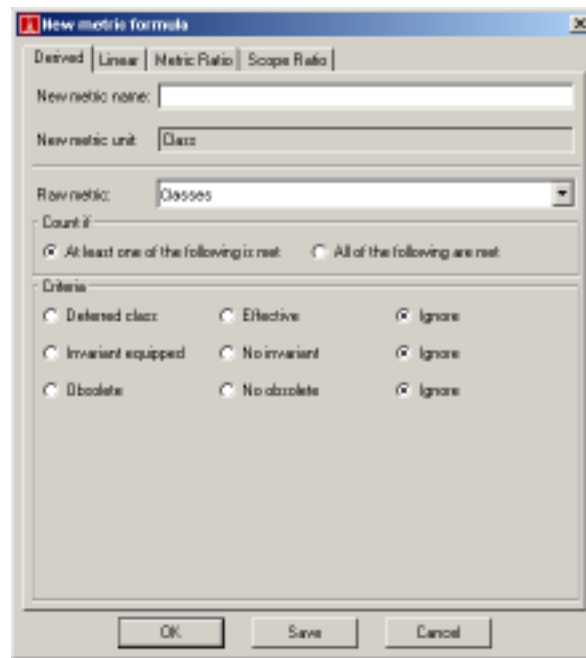 New metric formula
Derived Linear Metric Ratio Scope Ratio
New metric name:
New metric unit: Class
Raw metric: Classes
Count if
At least one of the following is met All of the following are met
Criteria
Deferred class Effective Ignore
Invariant equipped No invariant Ignore
Obsolete No obsolete Ignore
OK Save Cancel